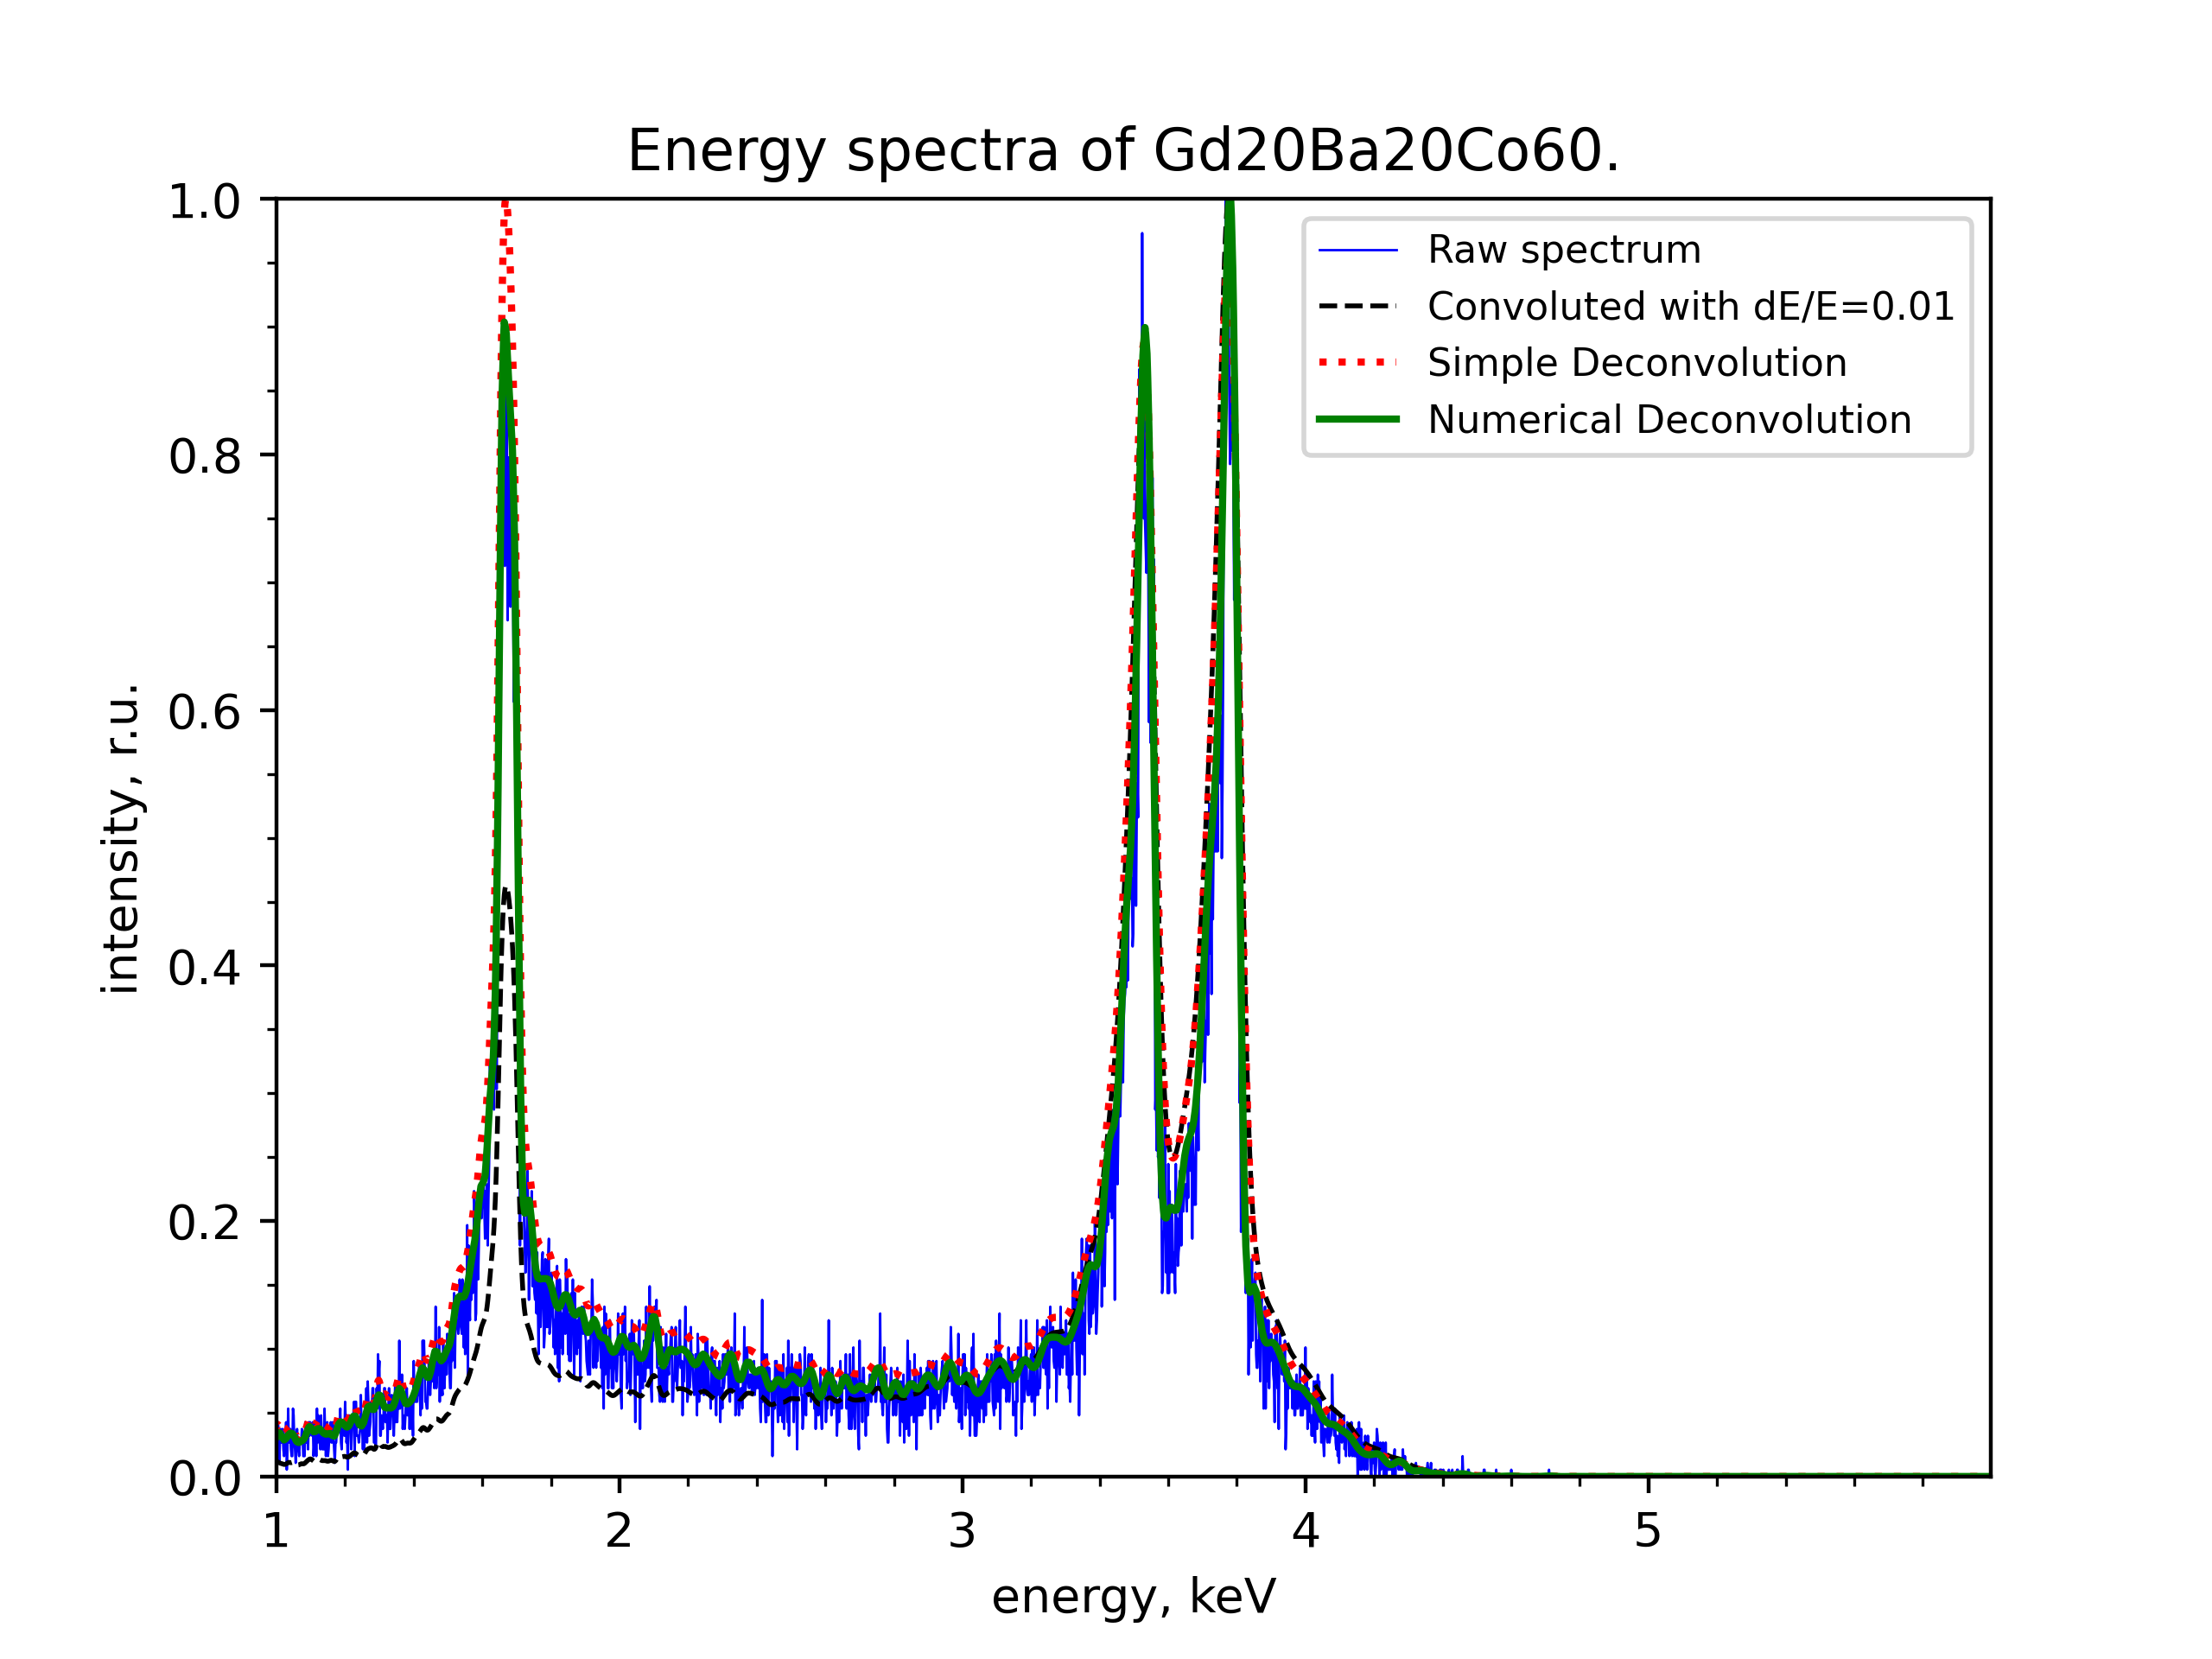 Energy spectra of Gd20Ba20Co60.
1.0
0.8
0.6
0.4
0.2
0.0
intensity, r.u.
Raw spectrum
Convoluted with dE/E=0.01
Simple Deconvolution
Numerical Deconvolution
1 2 3 4 5
energy, keV